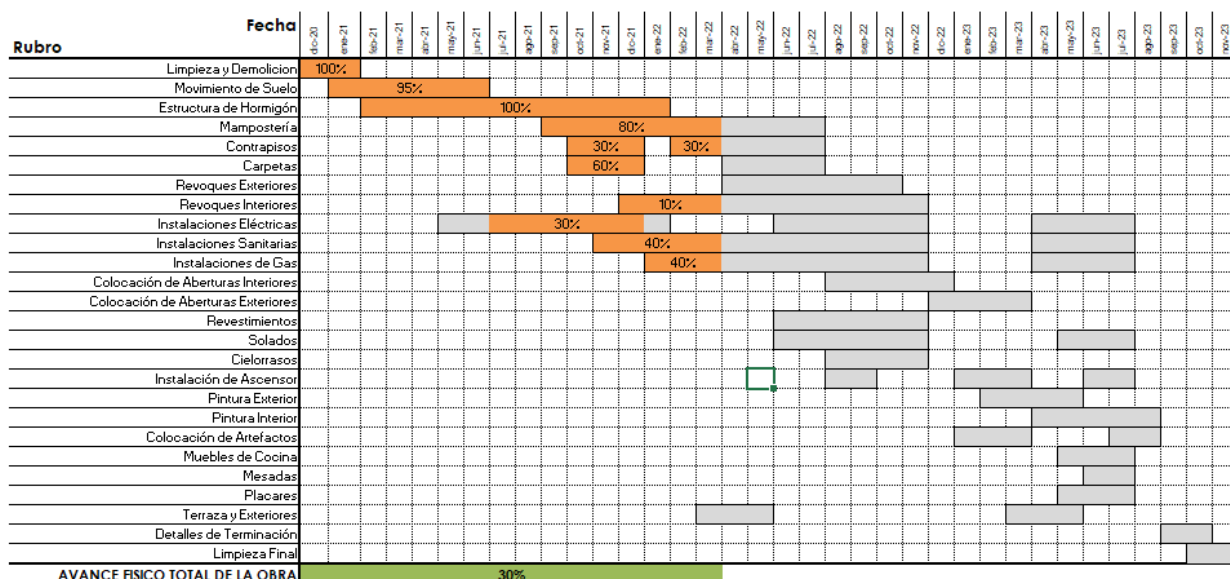 Fecha
Rubro dic-20 ene-21 feb-21 mar-21 abr-21 may-21 jun-21 jul-21 ago-21 sep-21 oct-21 nov-21 dic-21 ene-22 feb-22 mar-22 abr-22 may-22 jun-22 jul-22 ago-22 sep-22 oct-22 nov-22 dic-22 ene-23 feb-23 mar-23 abr-23 may-23 jun-23 jul-23 ago-23 sep-23 oct-23 nov-23
Limpieza y Demolicion 100%
Movimiento de Suelo 95%
Estructura de Hormigón 100%
Mampostería 80%
Contrapisos 30% 30%
Carpetas 60%
Revoques Exteriores
Revoques Interiores 10%
Instalaciones Eléctricas 30%
Instalaciones Sanitarias 40%
Instalaciones de Gas 40%
Colocación de Aberturas Interiores
Colocación de Aberturas Exteriores
Revestimientos
Solados
Cielorrasos
Instalación de Ascensor
Pintura Exterior
Pintura Interior
Colocación de Artefactos
Muebles de Cocina
Mesadas
Placares
Terraza y Exteriores
Detalles de Terminación
Limpieza Final
AVANCE FISICO TOTAL DE LA OBRA 30%